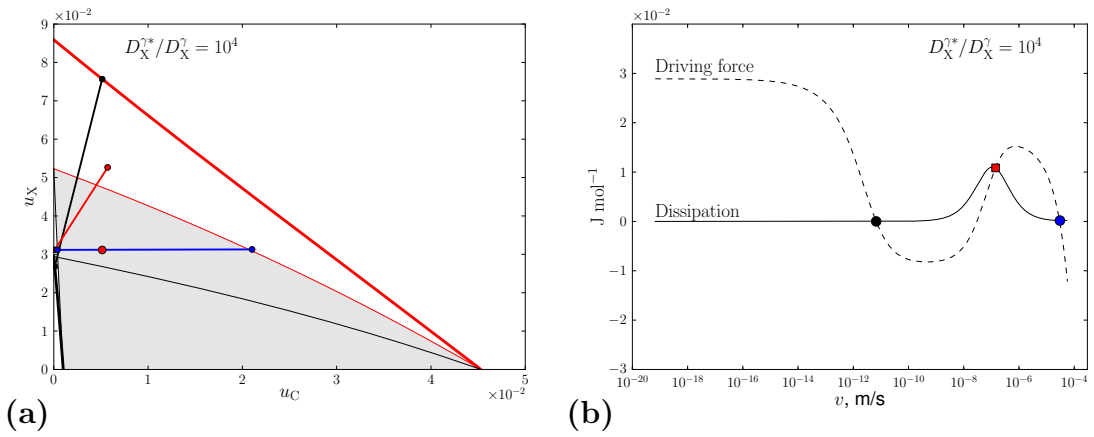 ×10⁻²
D_X^{γ*}/D_X^γ = 10⁴
9
8
7
6
5
4
3
2
1
0
u_X
0 1 2 3 4 5
u_C
×10⁻²
(a)
×10⁻²
D_X^{γ*}/D_X^γ = 10⁴
3
2
1
0
−1
−2
−3
J mol⁻¹
Driving force
Dissipation
10⁻²⁰ 10⁻¹⁸ 10⁻¹⁶ 10⁻¹⁴ 10⁻¹² 10⁻¹⁰ 10⁻⁸ 10⁻⁶ 10⁻⁴
v, m/s
(b)